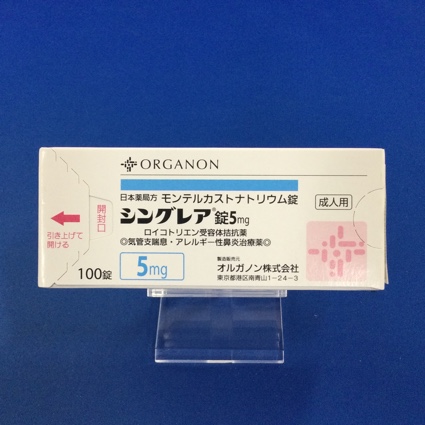 ORGANON
日本薬局方 モンテルカストナトリウム錠
シングレア®錠5mg
成人用
ロイコトリエン受容体拮抗薬
◎気管支喘息・アレルギー性鼻炎治療薬◎
開封口
引き上げて
開ける
100錠
5mg
製造販売元
オルガノン株式会社
東京都港区南青山1-24-3